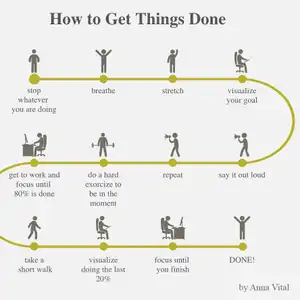 How to Get Things Done
stop
whatever
you are doing
breathe
stretch
visualize
your goal
say it out loud
repeat
do a hard
exorcize to
be in the
moment
get to work and
focus until
80% is done
take a
short walk
visualize
doing the last
20%
focus until
you finish
DONE!
by Anna Vital